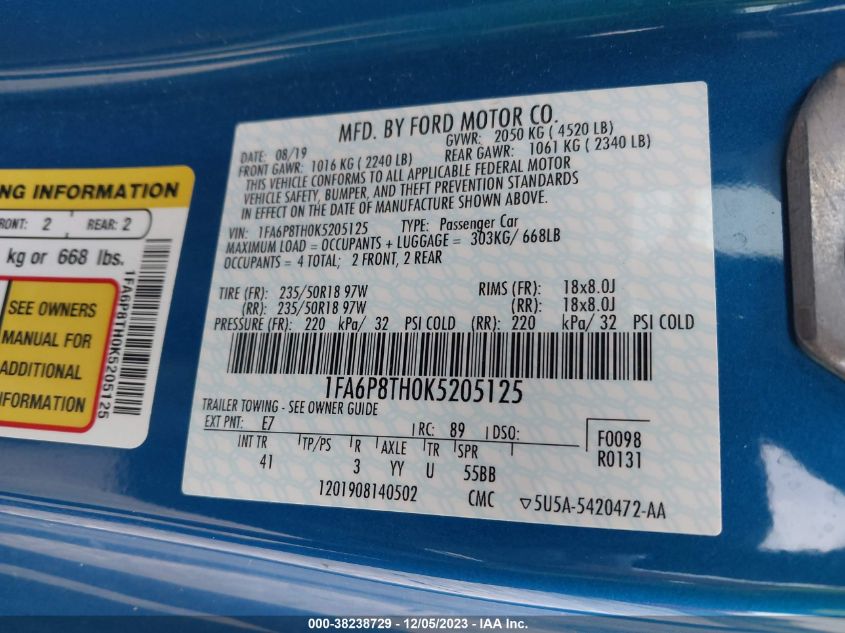 MFD. BY FORD MOTOR CO.
DATE: 08/19
GVWR: 2050 KG ( 4520 LB)
FRONT GAWR: 1016 KG ( 2240 LB)
REAR GAWR: 1061 KG ( 2340 LB)
THIS VEHICLE CONFORMS TO ALL APPLICABLE FEDERAL MOTOR
VEHICLE SAFETY, BUMPER, AND THEFT PREVENTION STANDARDS
IN EFFECT ON THE DATE OF MANUFACTURE SHOWN ABOVE.
VIN: 1FA6P8TH0K5205125 TYPE: Passenger Car
MAXIMUM LOAD = OCCUPANTS + LUGGAGE = 303KG/ 668LB
OCCUPANTS = 4 TOTAL; 2 FRONT, 2 REAR
TIRE (FR): 235/50R18 97W RIMS (FR): 18x8.0J
(RR): 235/50R18 97W (RR): 18x8.0J
PRESSURE (FR): 220 kPa/ 32 PSI COLD (RR): 220 kPa/ 32 PSI COLD
1FA6P8TH0K5205125
TRAILER TOWING - SEE OWNER GUIDE
EXT PNT: E7 RC: 89 DSO: F0098
INT TR TP/PS R AXLE TR SPR R0131
41 3 YY U 55BB
1201908140502 CMC ▽5U5A-5420472-AA
NG INFORMATION
RONT: 2 REAR: 2
kg or 668 lbs.
SEE OWNERS
MANUAL FOR
ADDITIONAL
INFORMATION
1FA6P8TH0K5205125
000-38238729 - 12/05/2023 - IAA Inc.